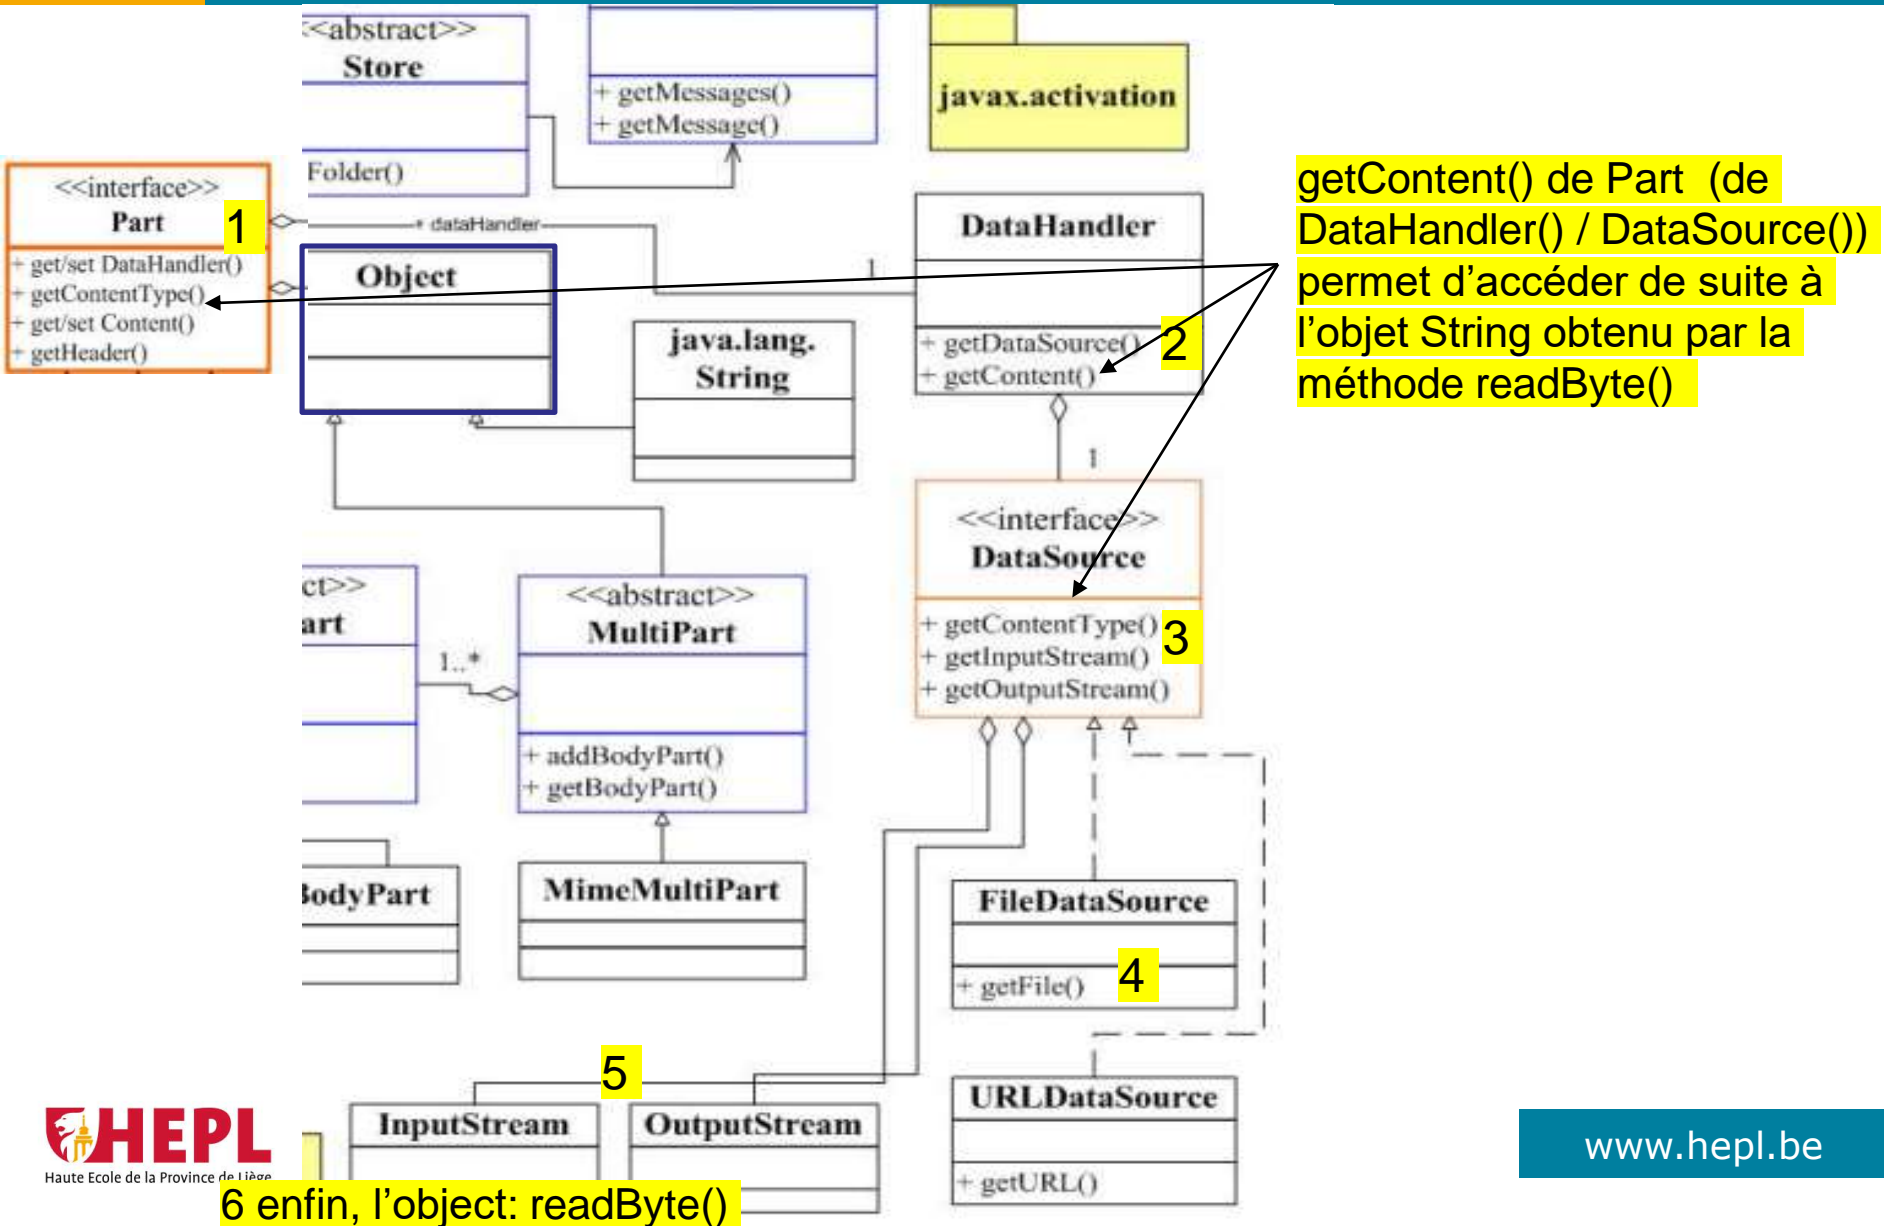 <<abstract>>
Store
Folder()
+ getMessages()
+ getMessage()
javax.activation
<<interface>>
Part
1
+ get/set DataHandler()
+ getContentType()
+ get/set Content()
+ getHeader()
+ dataHandler
1
Object
java.lang.
String
DataHandler
+ getDataSource()
+ getContent()
2
1
getContent() de Part (de
DataHandler() / DataSource())
permet d’accéder de suite à
l’objet String obtenu par la
méthode readByte()
<<interface>>
DataSource
+ getContentType()
+ getInputStream()
+ getOutputStream()
3
ct>>
art
1..*
<<abstract>>
MultiPart
+ addBodyPart()
+ getBodyPart()
BodyPart
MimeMultiPart
FileDataSource
+ getFile()
4
5
InputStream
OutputStream
URLDataSource
+ getURL()
HEPL
Haute Ecole de la Province de Liège
6 enfin, l’object: readByte()
www.hepl.be